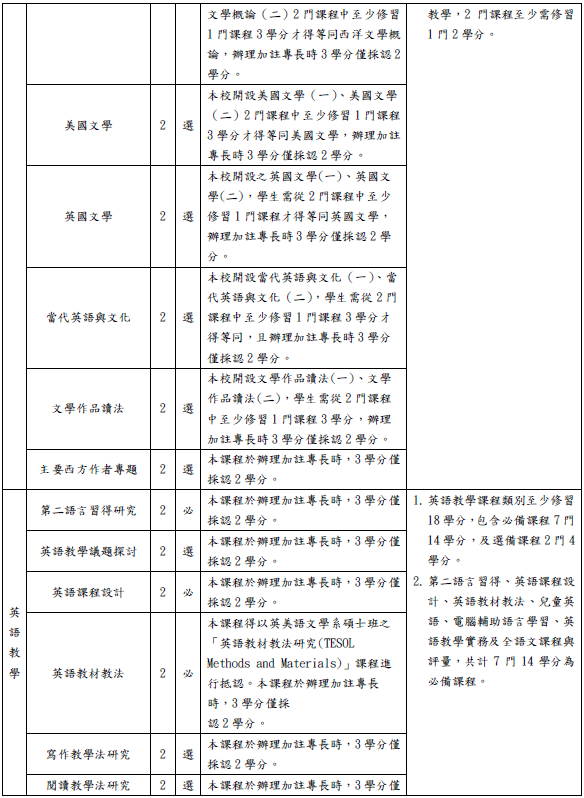 文學概論（二）2門課程中至少修習
1門課程3學分才得等同西洋文學概
論，辦理加註專長時3學分僅採認2
學分。
教學，2 門課程至少需修習
1門2學分。
美國文學 2 選
本校開設美國文學（一）、美國文學
（二）2門課程中至少修習1門課程
3學分才得等同美國文學，辦理加註
專長時3學分僅採認2學分。
英國文學 2 選
本校開設之英國文學(一)、英國文
學(二)，學生需從2門課程中至少
修習1門課程才得等同英國文學，
辦理加註專長時3學分僅採認2學
分。
當代英語與文化 2 選
本校開設當代英語與文化（一）、當
代英語與文化（二），學生需從2門
課程中至少修習1門課程3學分才
得等同，且辦理加註專長時3學分
僅採認2學分。
文學作品讀法 2 選
本校開設文學作品讀法(一)、文學
作品讀法(二)，學生需從2門課程
中至少修習1門課程3學分，辦理
加註專長時3學分僅採認2學分。
主要西方作者專題 2 選
本課程於辦理加註專長時，3學分僅
採認2學分。
英語教學
第二語言習得研究 2 必
本課程於辦理加註專長時，3學分僅
採認2學分。
英語教學議題探討 2 選
本課程於辦理加註專長時，3學分僅
採認2學分。
英語課程設計 2 必
本課程於辦理加註專長時，3學分僅
採認2學分。
英語教材教法 2 必
本課程得以英美語文學系碩士班之
「英語教材教法研究(TESOL
Methods and Materials)」課程進
行抵認。本課程於辦理加註專長
時，3學分僅採
認2學分。
寫作教學法研究 2 選
本課程於辦理加註專長時，3學分僅
採認2學分。
閱讀教學法研究 2 選
本課程於辦理加註專長時，3學分僅
1. 英語教學課程類別至少修習
18學分，包含必備課程7門
14學分，及選備課程2門4
學分。
2. 第二語言習得、英語課程設
計、英語教材教法、兒童英
語、電腦輔助語言學習、英
語教學實務及全語文課程與
評量，共計 7 門14學分為
必備課程。